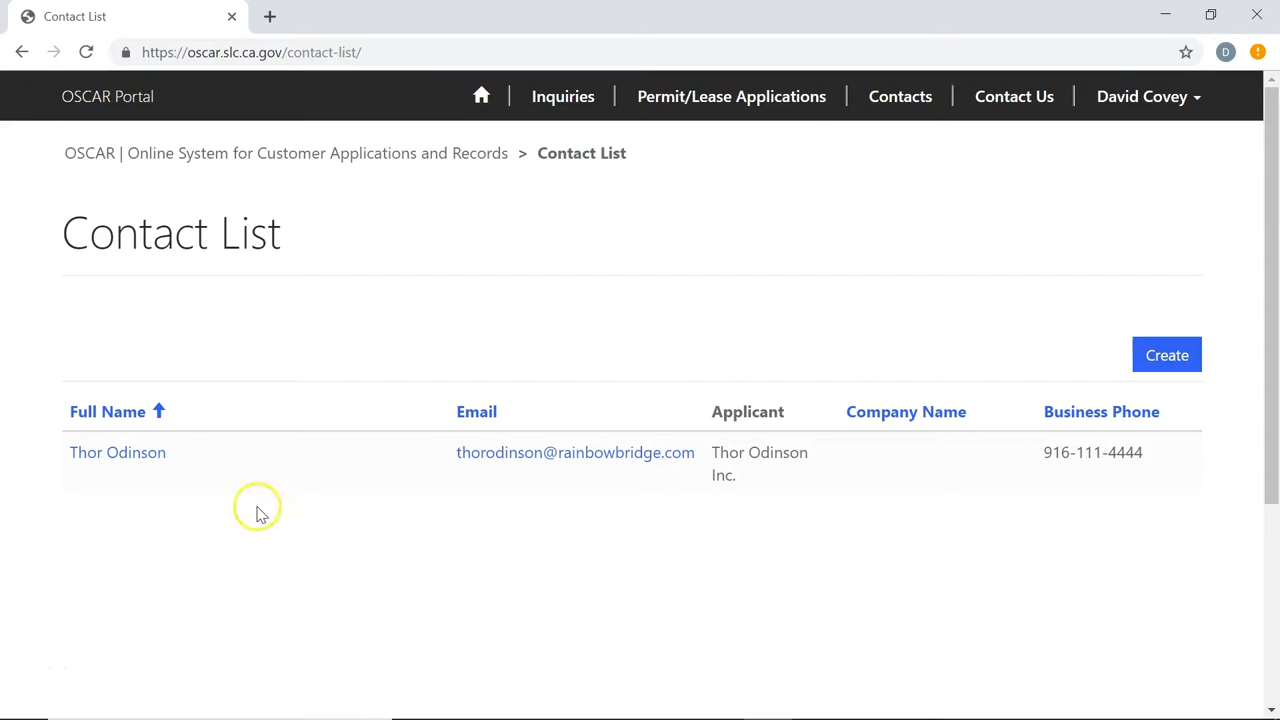 Contact List
https://oscar.slc.ca.gov/contact-list/
D
OSCAR Portal
Inquiries
Permit/Lease Applications
Contacts
Contact Us
David Covey
OSCAR | Online System for Customer Applications and Records > Contact List
Contact List
Create
Full Name Email Applicant Company Name Business Phone
Thor Odinson thorodinson@rainbowbridge.com Thor Odinson 916-111-4444
Inc.